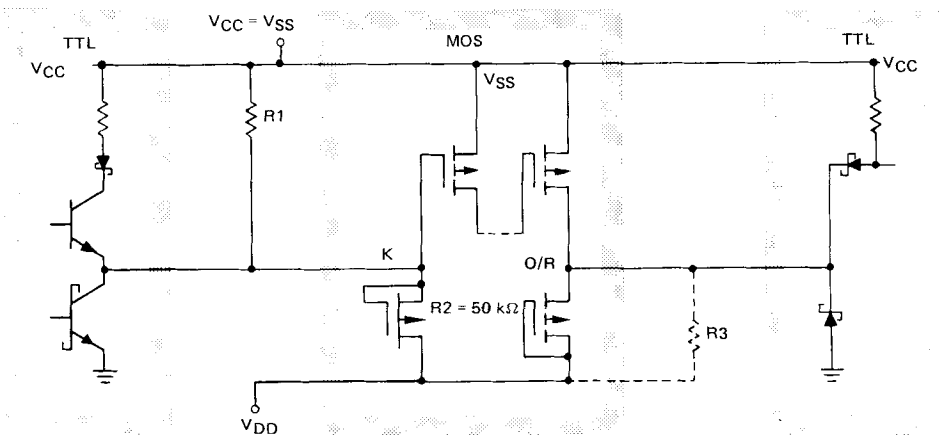 VCC = VSS
TTL
MOS
TTL
VCC
VSS
VCC
R1
K
O/R
R2 = 50 kΩ
R3
VDD